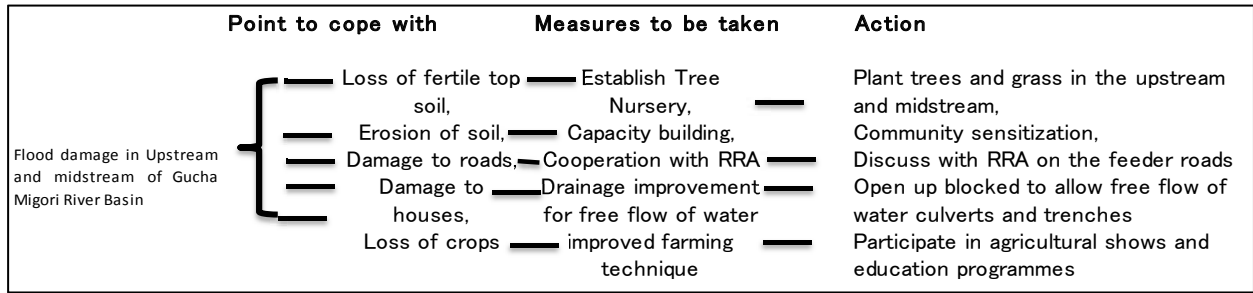 Point to cope with Measures to be taken Action
Loss of fertile top Establish Tree Plant trees and grass in the upstream
soil, Nursery, and midstream,
Erosion of soil, Capacity building, Community sensitization,
Flood damage in Upstream Damage to roads, Cooperation with RRA Discuss with RRA on the feeder roads
and midstream of Gucha Damage to Drainage improvement Open up blocked to allow free flow of
Migori River Basin houses, for free flow of water water culverts and trenches
Loss of crops improved farming Participate in agricultural shows and
technique education programmes